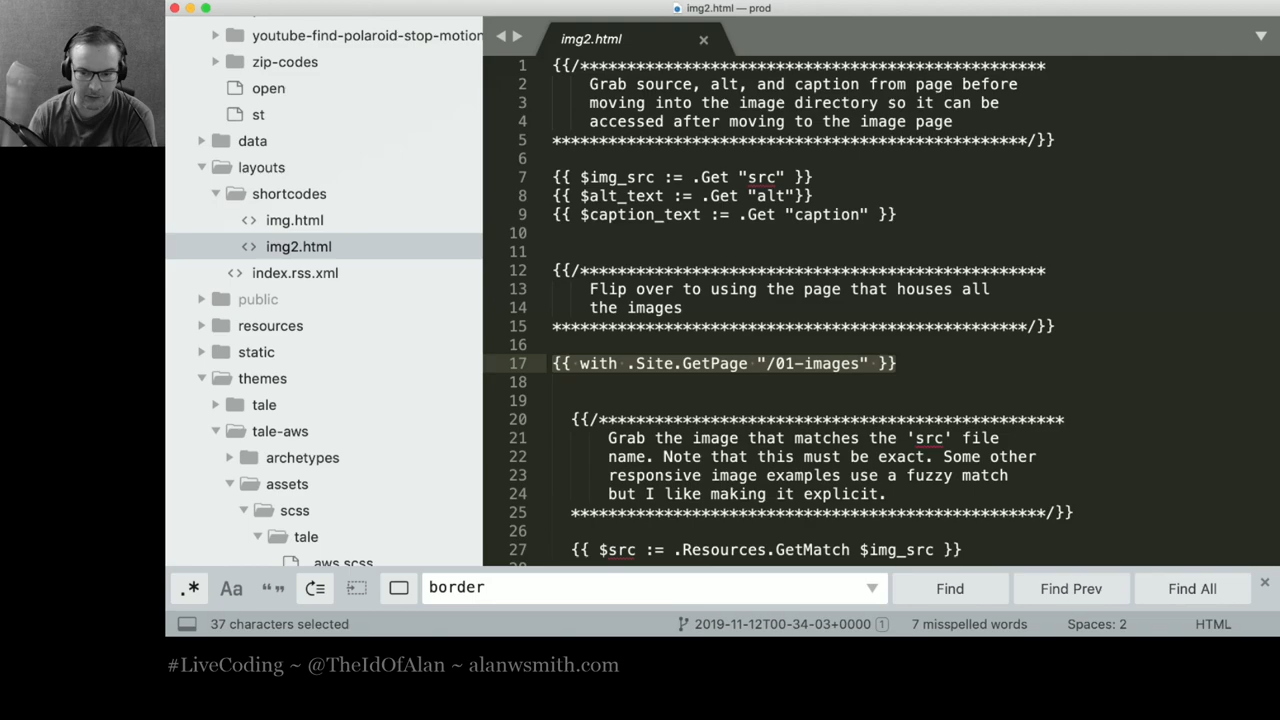 img2.html — prod
youtube-find-polaroid-stop-motion
zip-codes
open
st
data
layouts
shortcodes
img.html
img2.html
index.rss.xml
public
resources
static
themes
tale
tale-aws
archetypes
assets
scss
tale
aws.scss
img2.html
1 {{/*************************************************
2 Grab source, alt, and caption from page before
3 moving into the image directory so it can be
4 accessed after moving to the image page
5 **************************************************/}}
6
7 {{ $img_src := .Get "src" }}
8 {{ $alt_text := .Get "alt"}}
9 {{ $caption_text := .Get "caption" }}
10
11
12 {{/*************************************************
13 Flip over to using the page that houses all
14 the images
15 **************************************************/}}
16
17 {{ with .Site.GetPage "/01-images" }}
18
19
20 {{/*************************************************
21 Grab the image that matches the 'src' file
22 name. Note that this must be exact. Some other
23 responsive image examples use a fuzzy match
24 but I like making it explicit.
25 **************************************************/}}
26
27 {{ $src := .Resources.GetMatch $img_src }}
.* Aa “” border Find Find Prev Find All
37 characters selected 2019-11-12T00-34-03+0000 1 7 misspelled words Spaces: 2 HTML
#LiveCoding ~ @TheIdOfAlan ~ alanwsmith.com